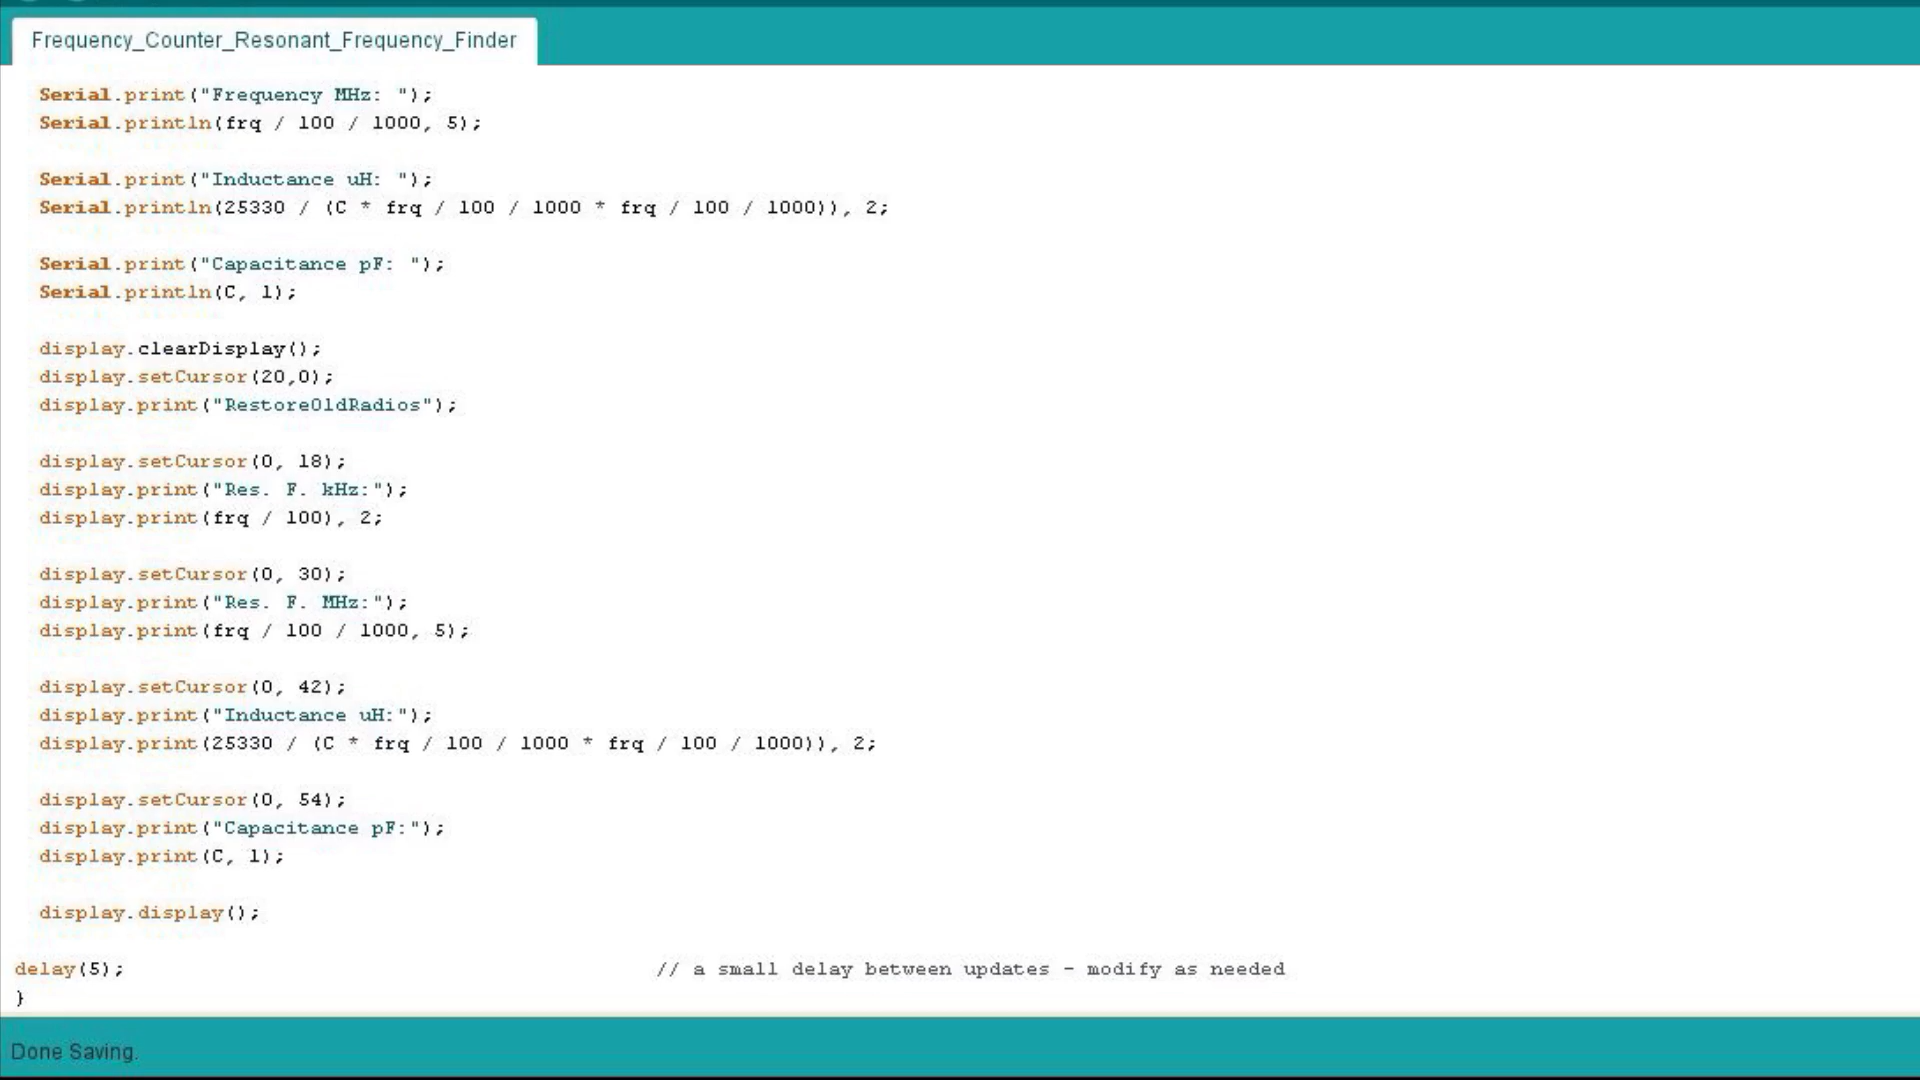 Frequency_Counter_Resonant_Frequency_Finder
Serial.print("Frequency MHz: ");
Serial.println(frq / 100 / 1000, 5);
Serial.print("Inductance uH: ");
Serial.println(25330 / (C * frq / 100 / 1000 * frq / 100 / 1000)), 2;
Serial.print("Capacitance pF: ");
Serial.println(C, 1);
display.clearDisplay();
display.setCursor(20,0);
display.print("RestoreOldRadios");
display.setCursor(0, 18);
display.print("Res. F. kHz:");
display.print(frq / 100), 2;
display.setCursor(0, 30);
display.print("Res. F. MHz:");
display.print(frq / 100 / 1000, 5);
display.setCursor(0, 42);
display.print("Inductance uH:");
display.print(25330 / (C * frq / 100 / 1000 * frq / 100 / 1000)), 2;
display.setCursor(0, 54);
display.print("Capacitance pF:");
display.print(C, 1);
display.display();
delay(5); // a small delay between updates - modify as needed
}
Done Saving.